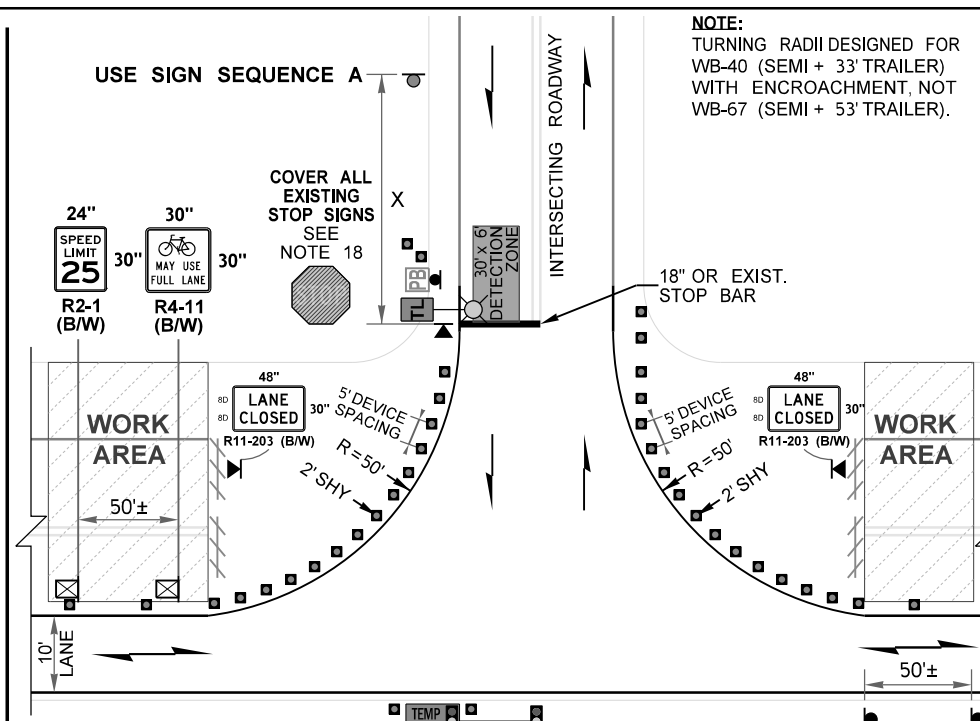 NOTE:
TURNING RADII DESIGNED FOR
WB-40 (SEMI + 33' TRAILER)
WITH ENCROACHMENT, NOT
WB-67 (SEMI + 53' TRAILER).
USE SIGN SEQUENCE A
INTERSECTING ROADWAY
COVER ALL
EXISTING
STOP SIGNS
SEE
NOTE 18
X
STOP
PB
TL
30' x 6'
DETECTION
ZONE
18" OR EXIST.
STOP BAR
24"
SPEED
LIMIT
25
30"
R2-1
(B/W)
30"
MAY USE
FULL LANE
30"
R4-11
(B/W)
WORK
AREA
50'±
48"
8D
8D
LANE
CLOSED
30"
R11-203 (B/W)
5' DEVICE
SPACING
R = 50'
2' SHY
5' DEVICE
SPACING
R = 50'
2' SHY
48"
8D
8D
LANE
CLOSED
30"
R11-203 (B/W)
WORK
AREA
10'
LANE
50'±
TEMP